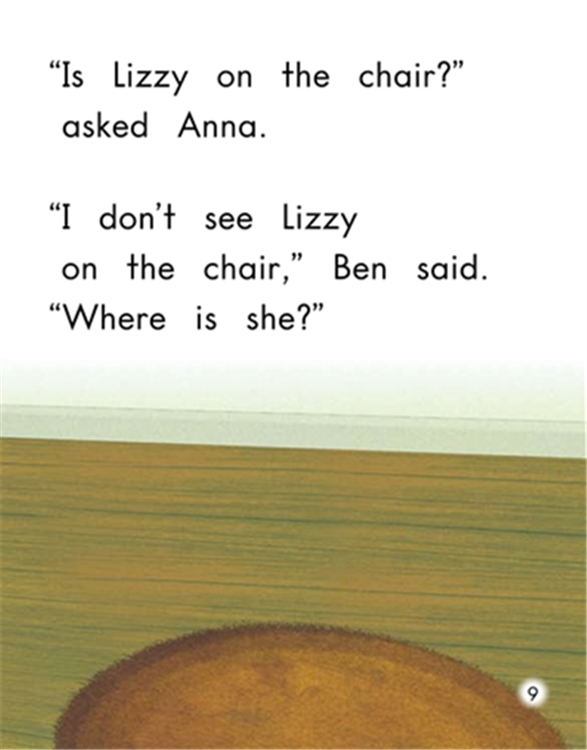 “Is Lizzy on the chair?”
asked Anna.
“I don’t see Lizzy
on the chair,” Ben said.
“Where is she?”
9